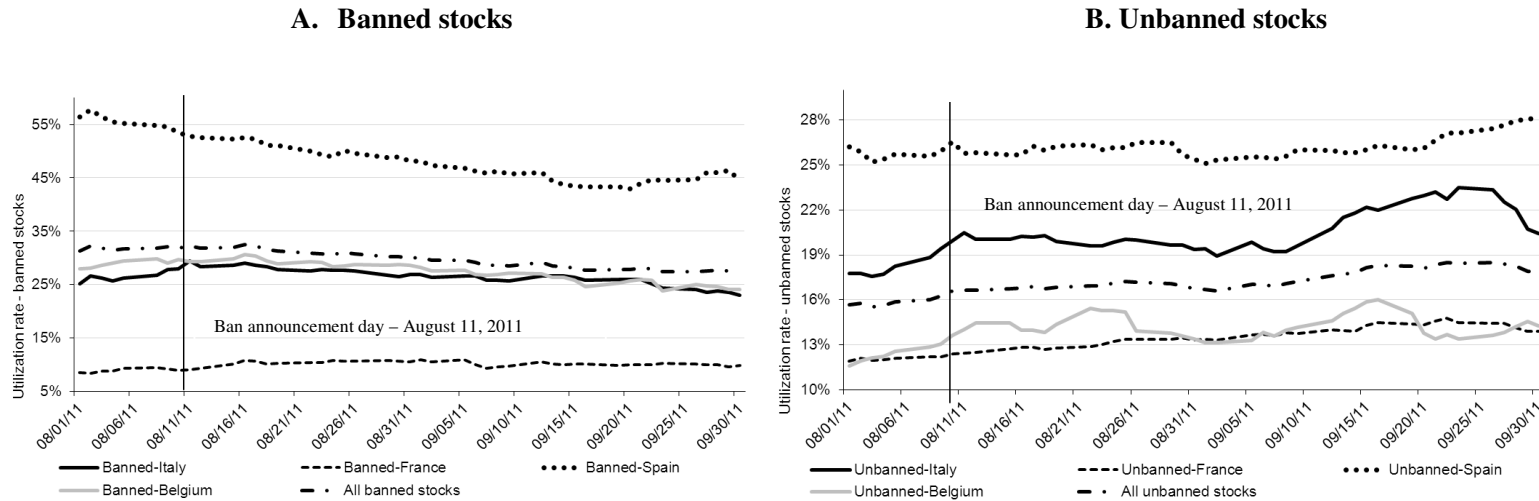 A. Banned stocks
Utilization rate - banned stocks
55%
45%
35%
25%
15%
5%
Ban announcement day – August 11, 2011
08/01/11
08/06/11
08/11/11
08/16/11
08/21/11
08/26/11
08/31/11
09/05/11
09/10/11
09/15/11
09/20/11
09/25/11
09/30/11
Banned-Italy
Banned-France
Banned-Spain
Banned-Belgium
All banned stocks
B. Unbanned stocks
Utilization rate - unbanned stocks
28%
25%
22%
19%
16%
13%
10%
Ban announcement day – August 11, 2011
08/01/11
08/06/11
08/11/11
08/16/11
08/21/11
08/26/11
08/31/11
09/05/11
09/10/11
09/15/11
09/20/11
09/25/11
09/30/11
Unbanned-Italy
Unbanned-France
Unbanned-Spain
Unbanned-Belgium
All unbanned stocks